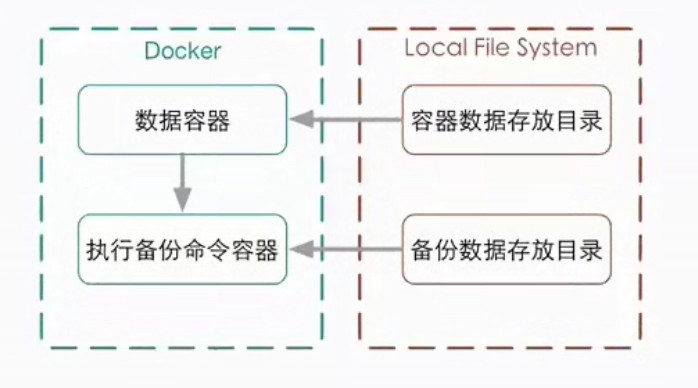 Docker
Local File System
数据容器
容器数据存放目录
执行备份命令容器
备份数据存放目录